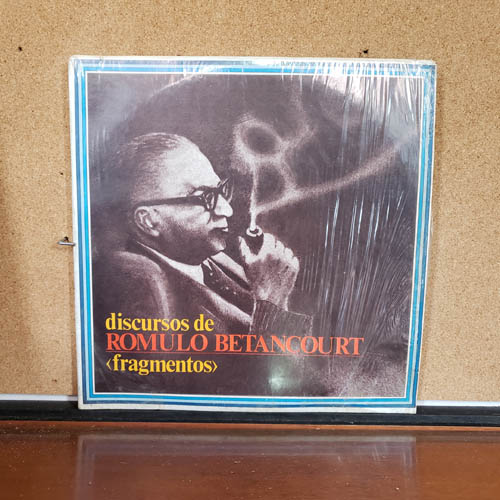 discursos de
ROMULO BETANCOURT
‹fragmentos›